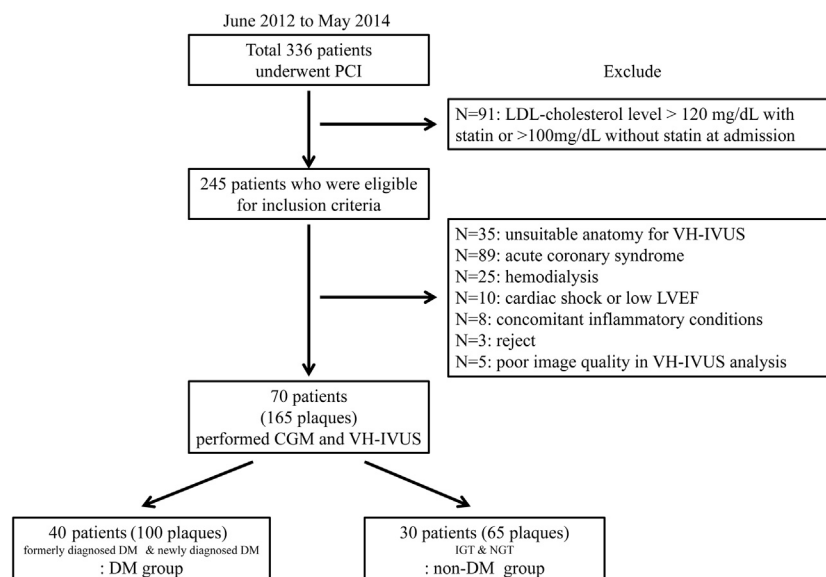 June 2012 to May 2014
Total 336 patients
underwent PCI
Exclude
N=91: LDL-cholesterol level > 120 mg/dL with
statin or >100mg/dL without statin at admission
245 patients who were eligible
for inclusion criteria
N=35: unsuitable anatomy for VH-IVUS
N=89: acute coronary syndrome
N=25: hemodialysis
N=10: cardiac shock or low LVEF
N=8: concomitant inflammatory conditions
N=3: reject
N=5: poor image quality in VH-IVUS analysis
70 patients
(165 plaques)
performed CGM and VH-IVUS
40 patients (100 plaques)
formerly diagnosed DM & newly diagnosed DM
: DM group
30 patients (65 plaques)
IGT & NGT
: non-DM group